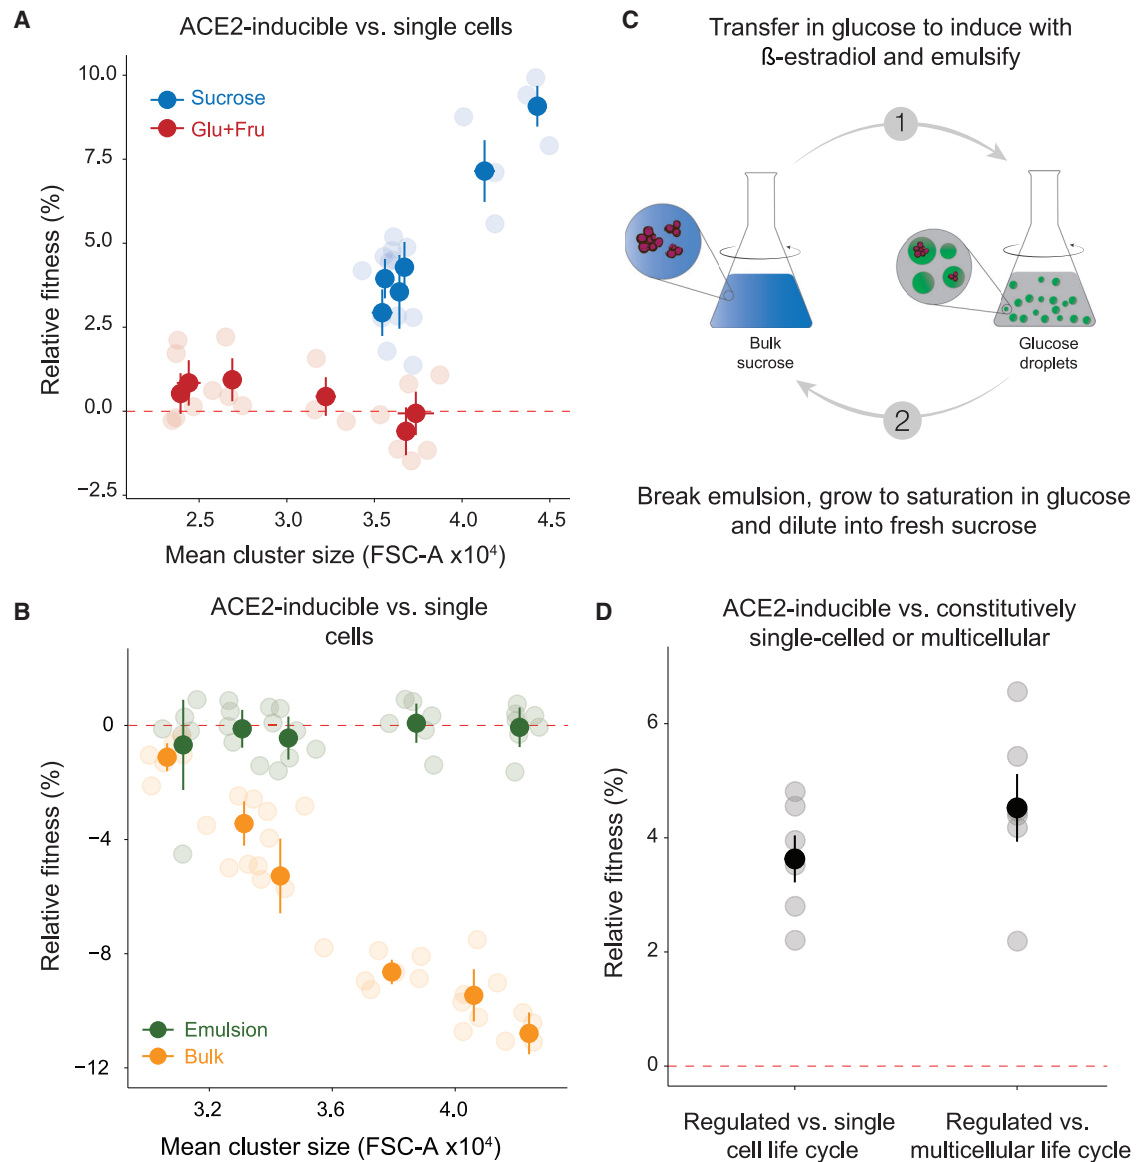 A
ACE2-inducible vs. single cells
Relative fitness (%)
10.0
7.5
5.0
2.5
0.0
−2.5
Sucrose
Glu+Fru
2.5
3.0
3.5
4.0
4.5
Mean cluster size (FSC-A x10⁴)
C
Transfer in glucose to induce with
ß-estradiol and emulsify
1
Bulk
sucrose
Glucose
droplets
2
Break emulsion, grow to saturation in glucose
and dilute into fresh sucrose
B
ACE2-inducible vs. single
cells
Relative fitness (%)
0
−4
−8
−12
Emulsion
Bulk
3.2
3.6
4.0
Mean cluster size (FSC-A x10⁴)
D
ACE2-inducible vs. constitutively
single-celled or multicellular
Relative fitness (%)
6
4
2
0
Regulated vs. single
cell life cycle
Regulated vs.
multicellular life cycle